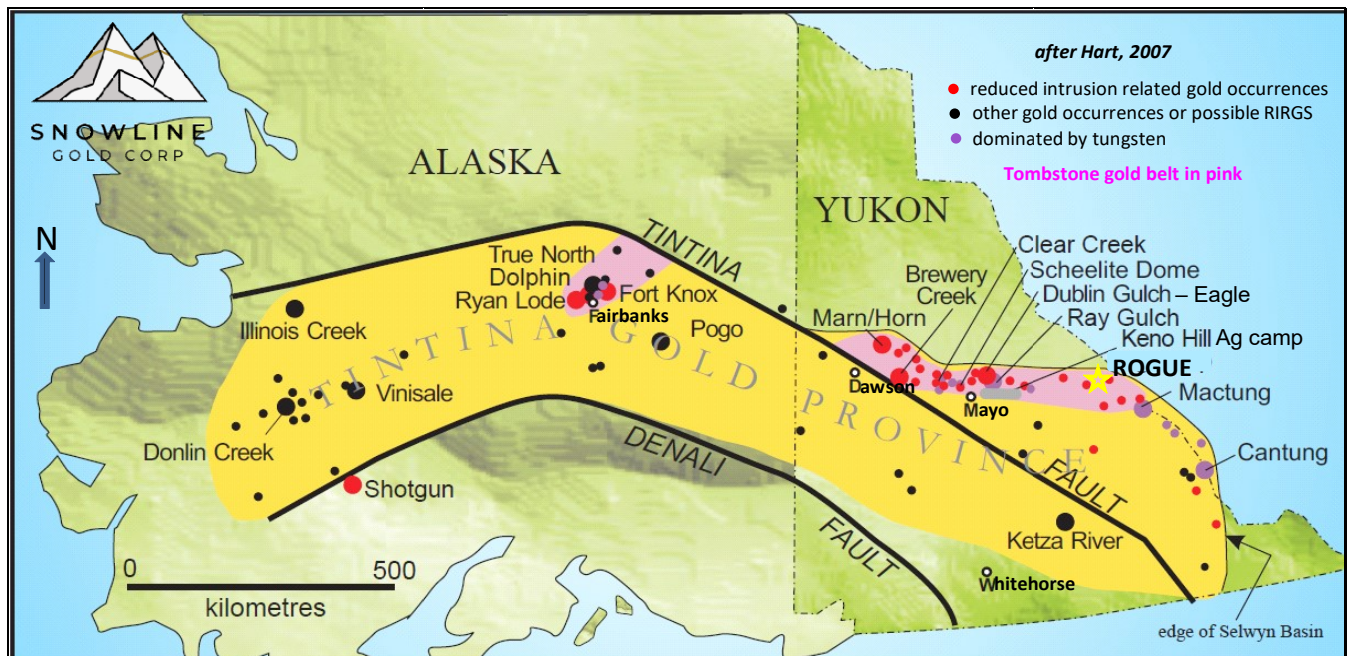 after Hart, 2007
reduced intrusion related gold occurrences
other gold occurrences or possible RIRGS
dominated by tungsten
Tombstone gold belt in pink
SNOWLINE
GOLD CORP
N
ALASKA
YUKON
TINTINA
FAULT
DENALI
FAULT
TINTINA GOLD PROVINCE
True North
Dolphin
Ryan Lode
Fort Knox
Fairbanks
Pogo
Illinois Creek
Vinisale
Donlin Creek
Shotgun
Clear Creek
Scheelite Dome
Brewery
Creek
Dublin Gulch – Eagle
Ray Gulch
Marn/Horn
Keno Hill Ag camp
ROGUE
Dawson
Mayo
Mactung
Cantung
Ketza River
Whitehorse
0 500
kilometres
edge of Selwyn Basin